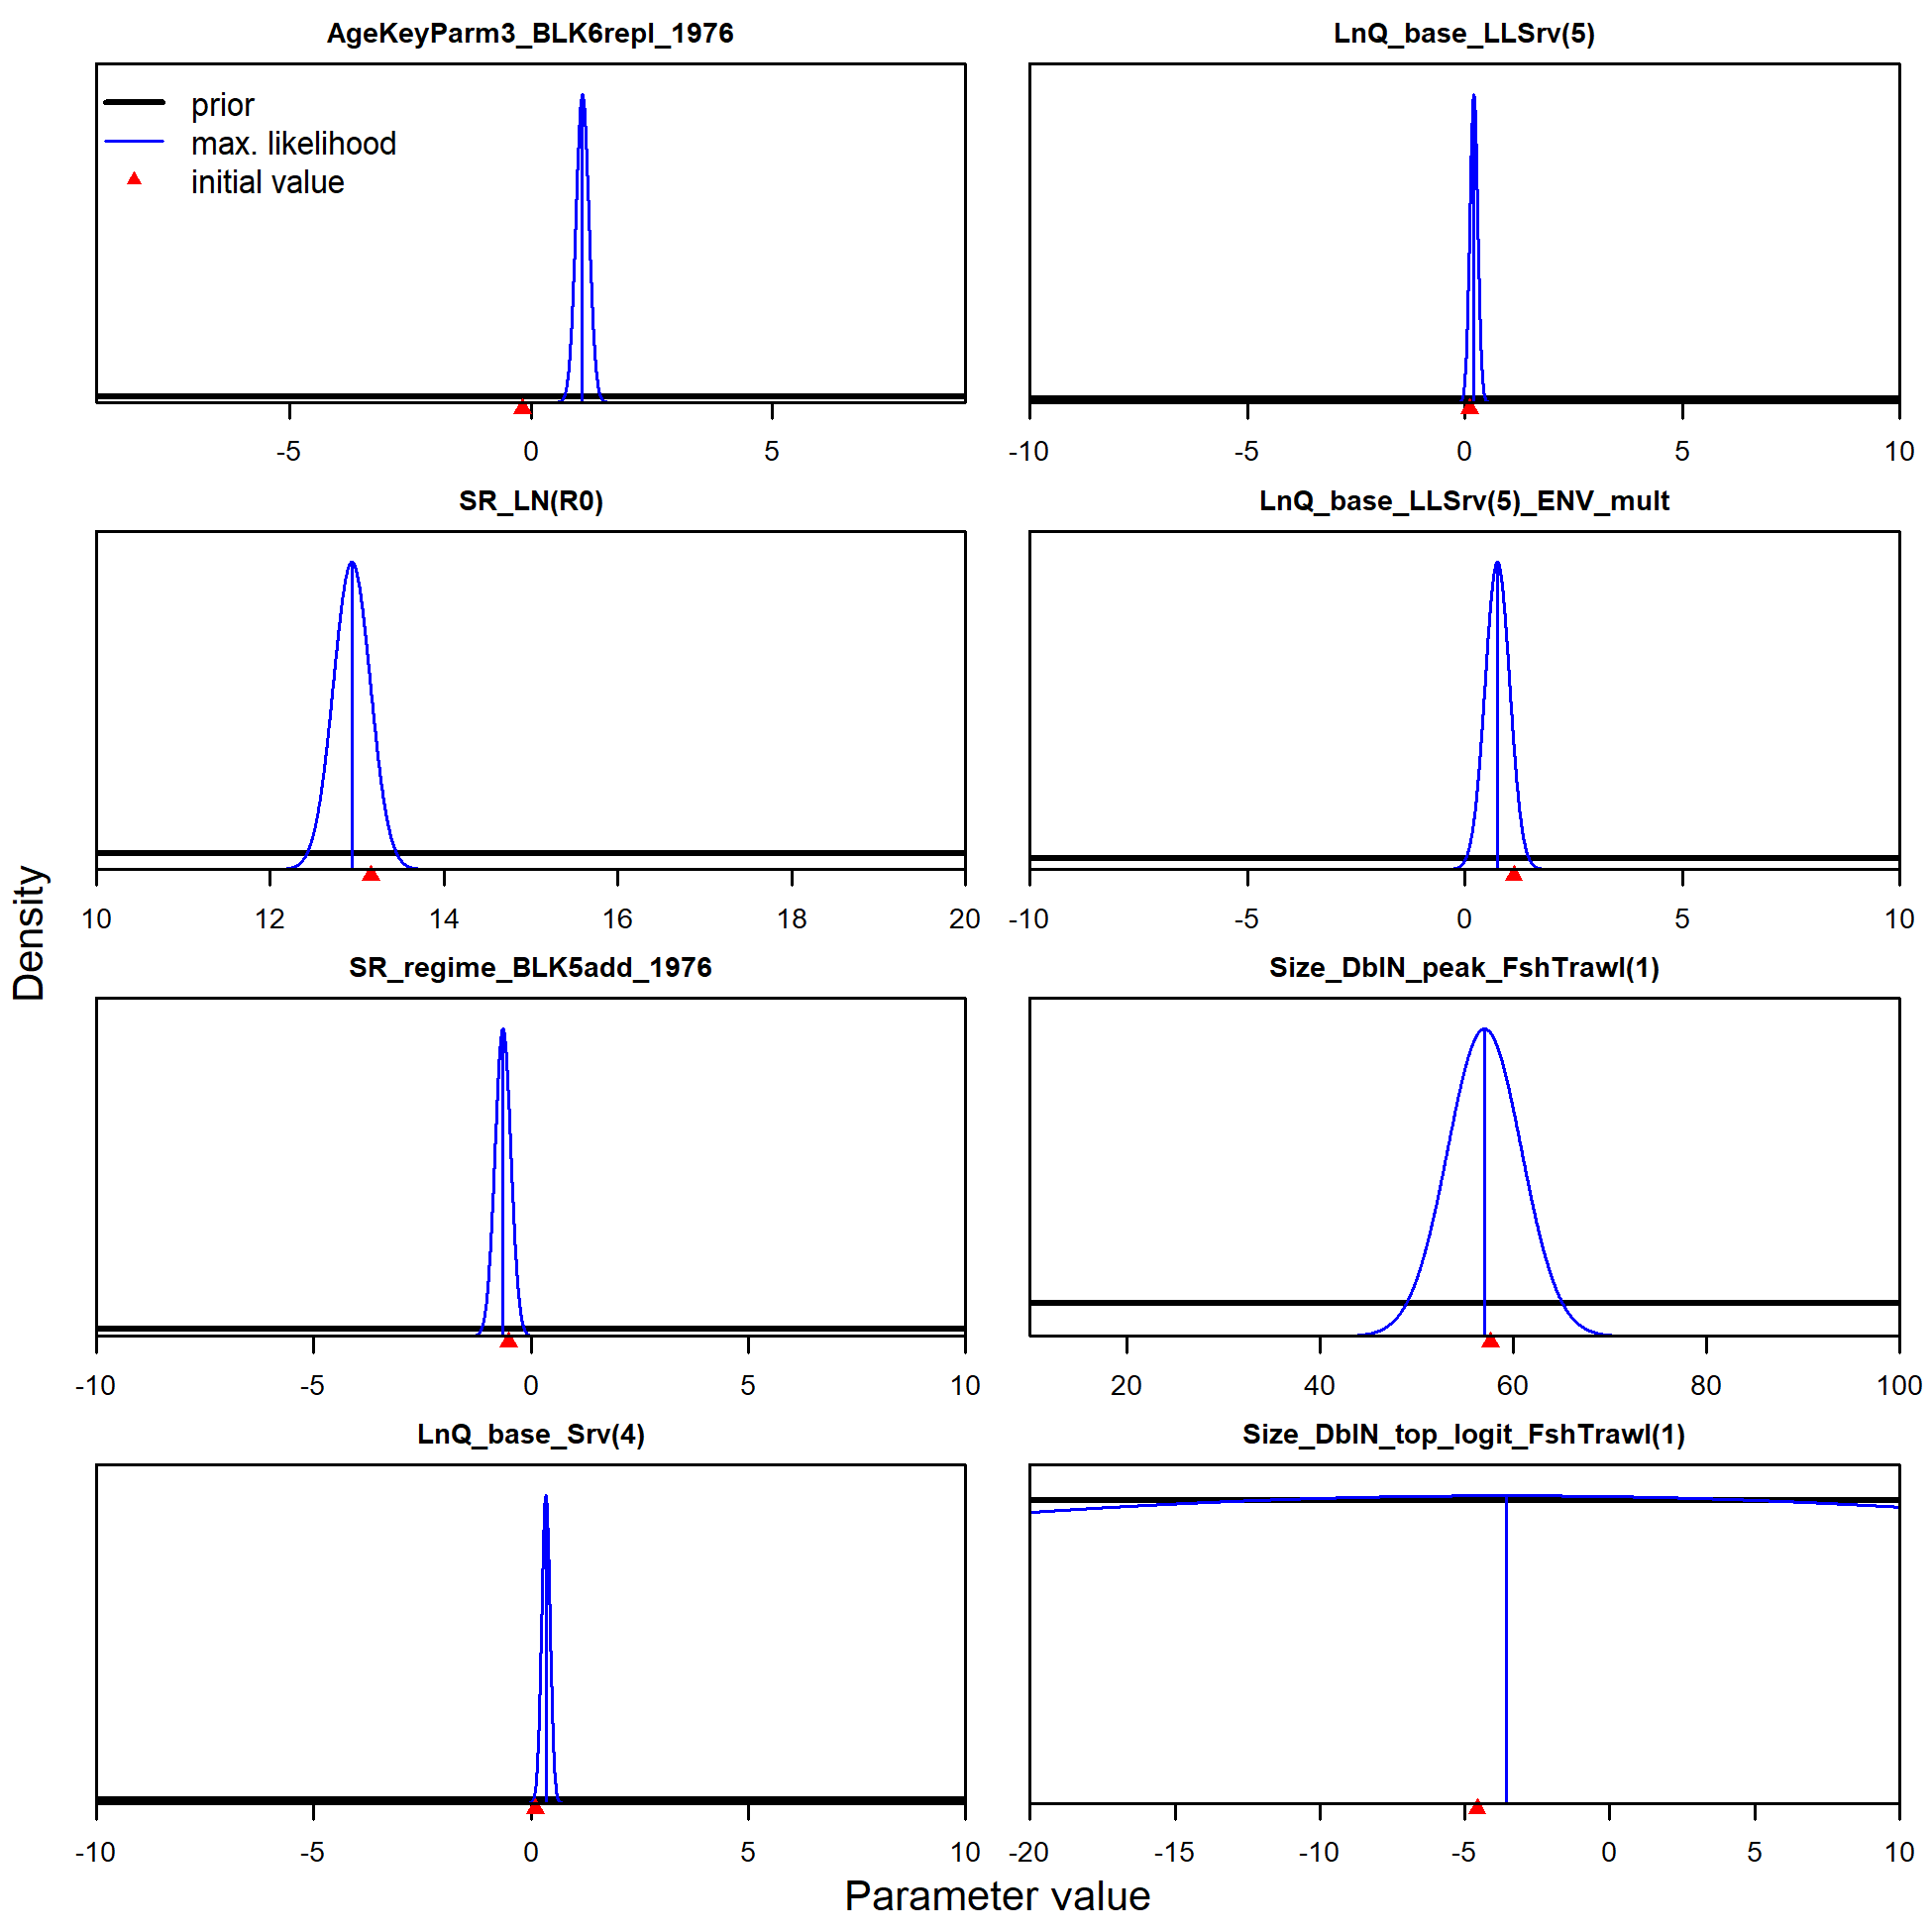 AgeKeyParm3_BLK6repl_1976
prior
max. likelihood
initial value
-5 0 5
LnQ_base_LLSrv(5)
-10 -5 0 5 10
SR_LN(R0)
10 12 14 16 18 20
LnQ_base_LLSrv(5)_ENV_mult
-10 -5 0 5 10
SR_regime_BLK5add_1976
-10 -5 0 5 10
Size_DblN_peak_FshTrawl(1)
20 40 60 80 100
LnQ_base_Srv(4)
-10 -5 0 5 10
Size_DblN_top_logit_FshTrawl(1)
-20 -15 -10 -5 0 5 10
Density
Parameter value